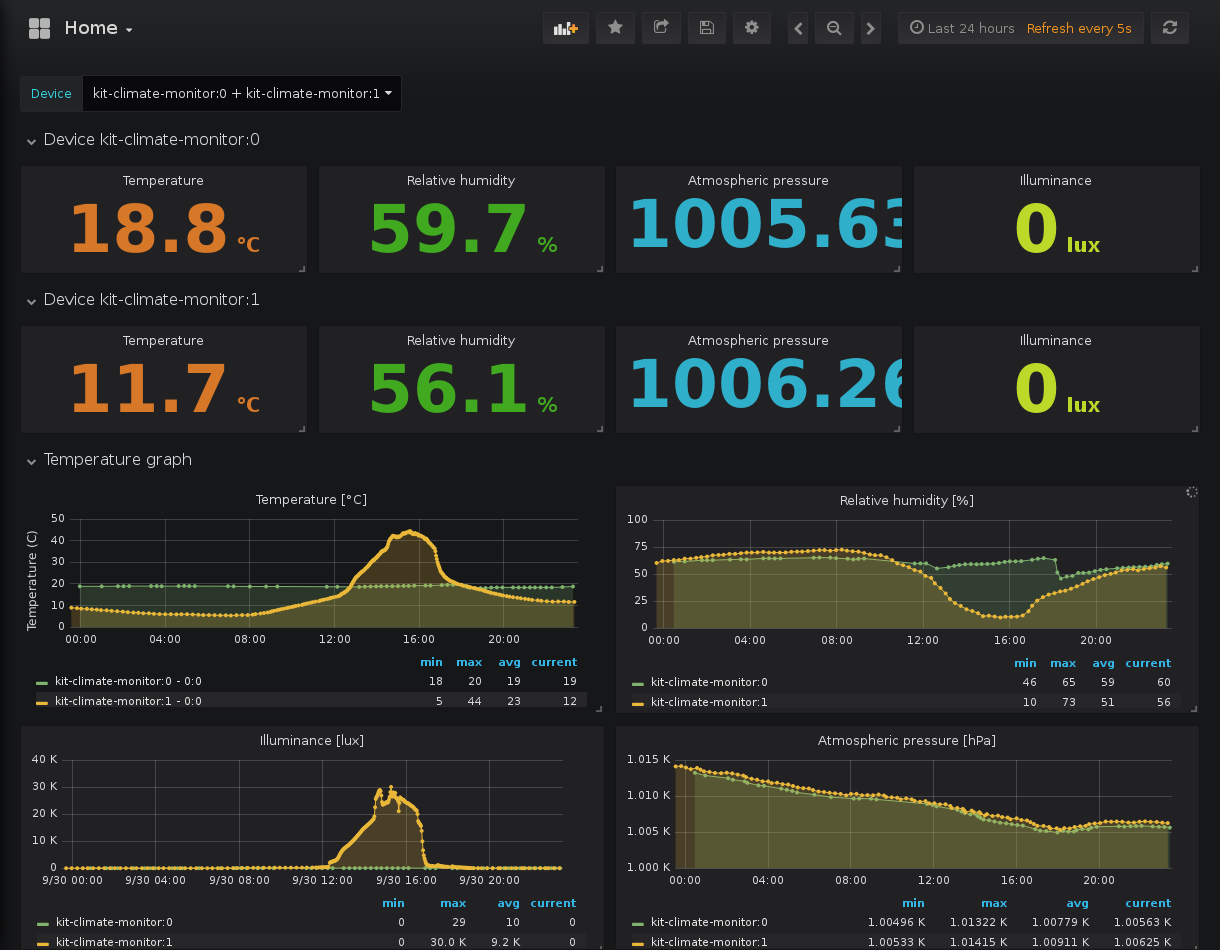 Home
Last 24 hours Refresh every 5s
Device kit-climate-monitor:0 + kit-climate-monitor:1
Device kit-climate-monitor:0
Temperature Relative humidity Atmospheric pressure Illuminance
18.8 °C 59.7 % 1005.63 0 lux
Device kit-climate-monitor:1
Temperature Relative humidity Atmospheric pressure Illuminance
11.7 °C 56.1 % 1006.26 0 lux
Temperature graph
Temperature [°C]
Temperature (C)
50
40
30
20
10
0
00:00 04:00 08:00 12:00 16:00 20:00
min max avg current
kit-climate-monitor:0 - 0:0 18 20 19 19
kit-climate-monitor:1 - 0:0 5 44 23 12
Relative humidity [%]
100
75
50
25
0
00:00 04:00 08:00 12:00 16:00 20:00
min max avg current
kit-climate-monitor:0 46 65 59 60
kit-climate-monitor:1 10 73 51 56
Illuminance [lux]
40 K
30 K
20 K
10 K
0
9/30 00:00 9/30 04:00 9/30 08:00 9/30 12:00 9/30 16:00 9/30 20:00
min max avg current
kit-climate-monitor:0 0 29 10 0
kit-climate-monitor:1 0 30.0 K 9.2 K 0
Atmospheric pressure [hPa]
1.015 K
1.010 K
1.005 K
1.000 K
00:00 04:00 08:00 12:00 16:00 20:00
min max avg current
kit-climate-monitor:0 1.00496 K 1.01322 K 1.00779 K 1.00563 K
kit-climate-monitor:1 1.00533 K 1.01415 K 1.00911 K 1.00625 K